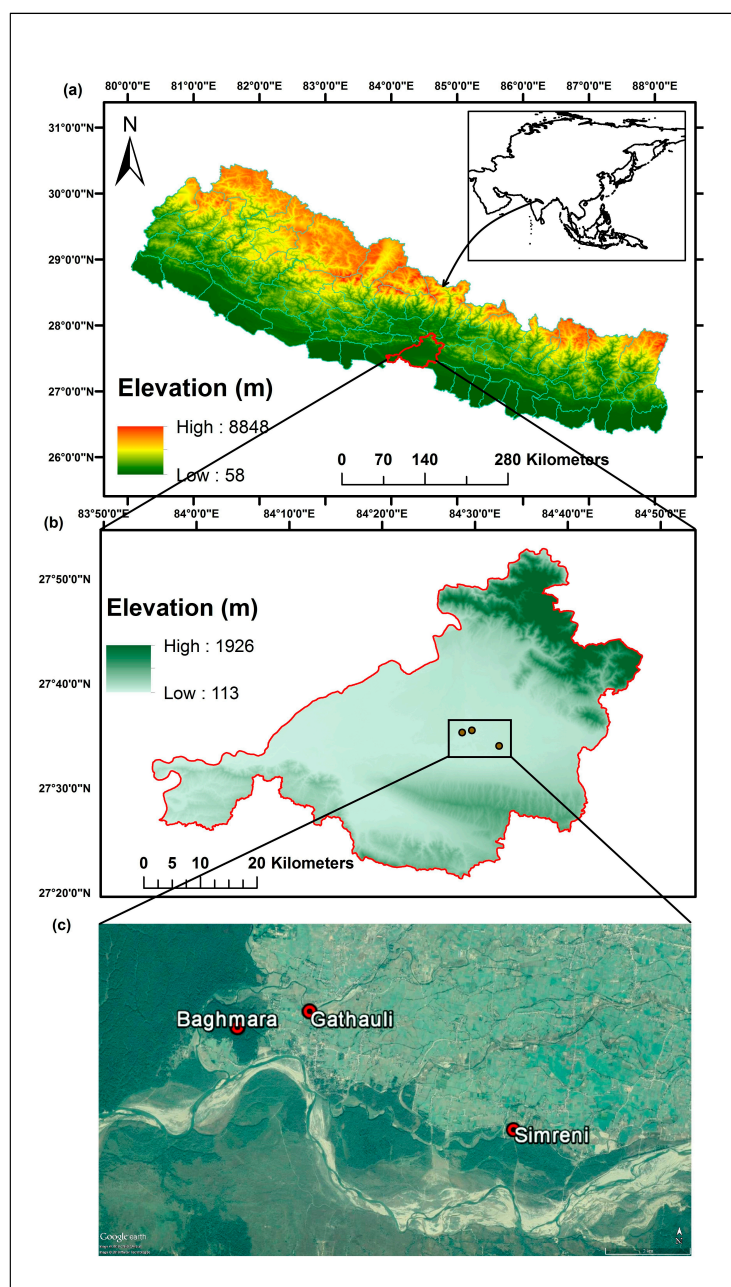 (a)
80°0'0"E 81°0'0"E 82°0'0"E 83°0'0"E 84°0'0"E 85°0'0"E 86°0'0"E 87°0'0"E 88°0'0"E
31°0'0"N
N
30°0'0"N
29°0'0"N
28°0'0"N
27°0'0"N
26°0'0"N
Elevation (m)
High : 8848
Low : 58
0 70 140 280 Kilometers
(b)
83°50'0"E 84°0'0"E 84°10'0"E 84°20'0"E 84°30'0"E 84°40'0"E 84°50'0"E
27°50'0"N
27°40'0"N
27°30'0"N
27°20'0"N
Elevation (m)
High : 1926
Low : 113
0 5 10 20 Kilometers
(c)
Baghmara
Gathauli
Simreni
Google earth
N